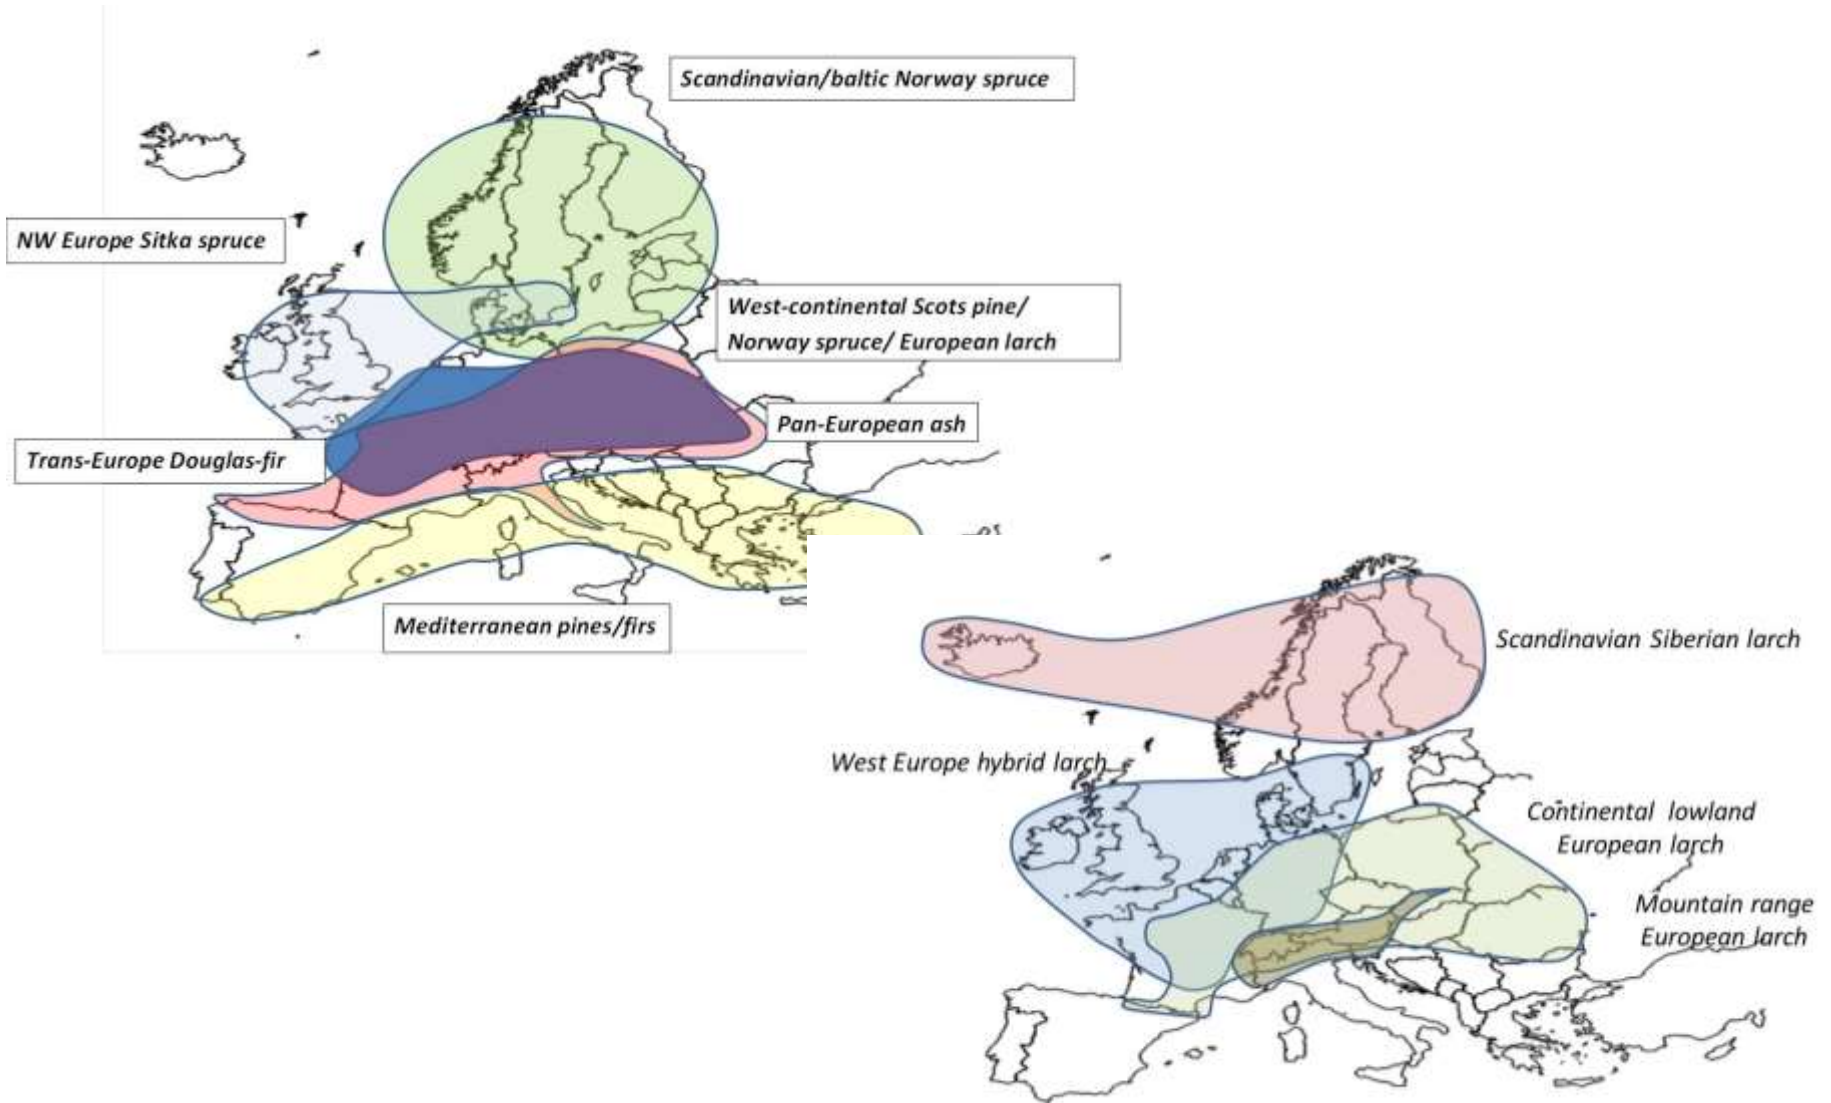 Scandinavian/baltic Norway spruce
NW Europe Sitka spruce
West-continental Scots pine/
Norway spruce/ European larch
Pan-European ash
Trans-Europe Douglas-fir
Mediterranean pines/firs
Scandinavian Siberian larch
West Europe hybrid larch
Continental lowland
European larch
Mountain range
European larch